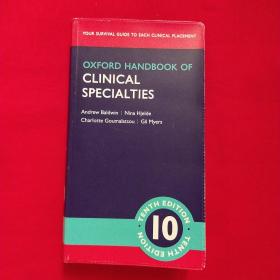 YOUR SURVIVAL GUIDE TO EACH CLINICAL PLACEMENT
OXFORD HANDBOOK OF
CLINICAL
SPECIALTIES
Andrew Baldwin | Nina Hjelde
Charlotte Goumalatsou | Gil Myers
TENTH EDITION
10
TENTH EDITION